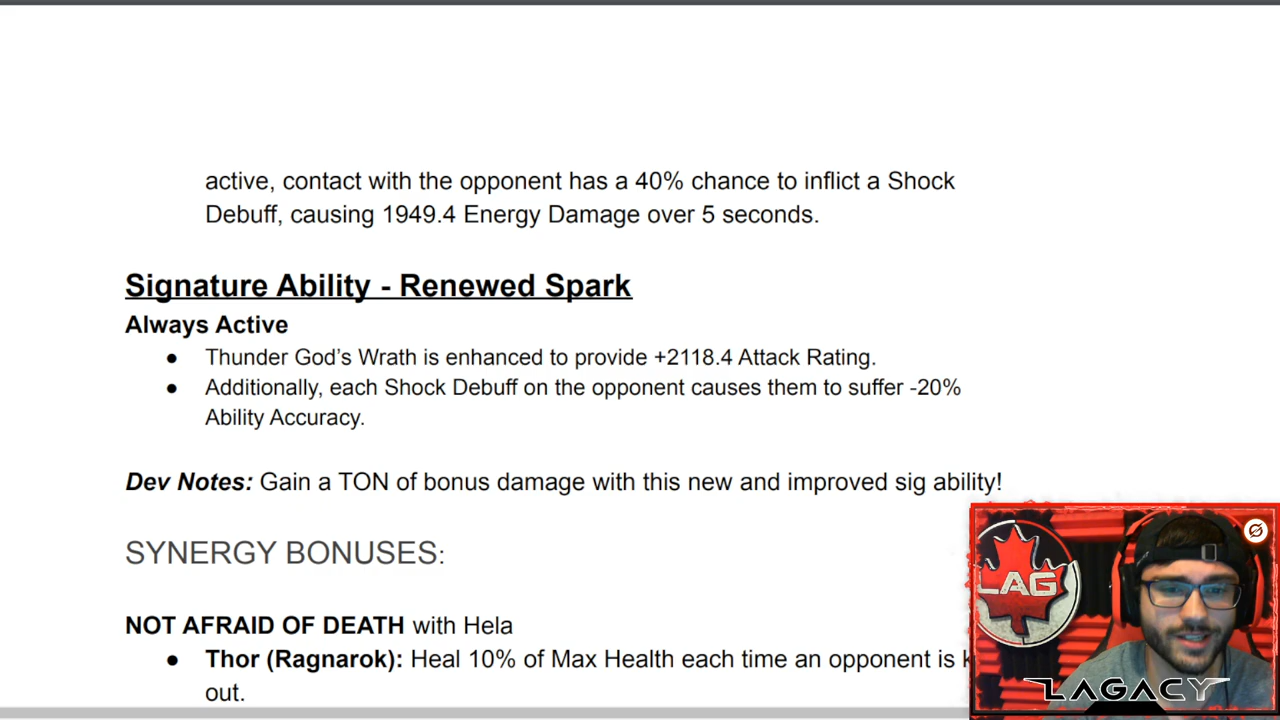 active, contact with the opponent has a 40% chance to inflict a Shock
Debuff, causing 1949.4 Energy Damage over 5 seconds.
Signature Ability - Renewed Spark
Always Active
● Thunder God’s Wrath is enhanced to provide +2118.4 Attack Rating.
● Additionally, each Shock Debuff on the opponent causes them to suffer -20%
Ability Accuracy.
Dev Notes: Gain a TON of bonus damage with this new and improved sig ability!
SYNERGY BONUSES:
NOT AFRAID OF DEATH with Hela
● Thor (Ragnarok): Heal 10% of Max Health each time an opponent is
out.
LAG
LAGACY